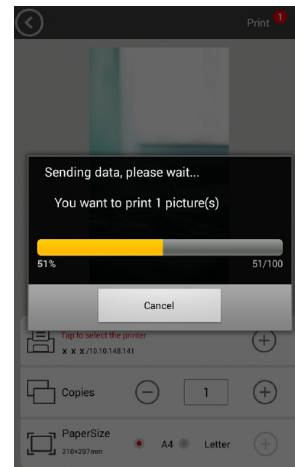 Print 1
Sending data, please wait...
You want to print 1 picture(s)
51% 51/100
Cancel
Tap to select the printer
x x x/10.10.148.141
Copies 1
PaperSize
216×297mm
A4 Letter